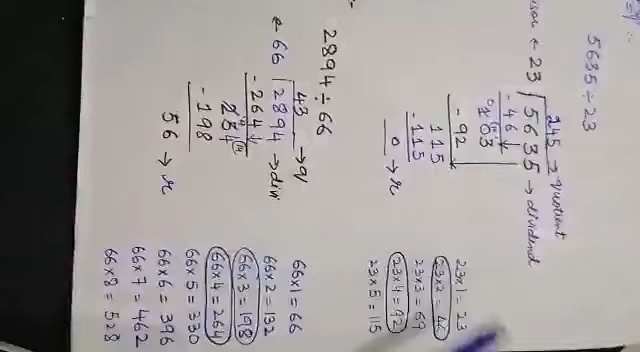 5635 ÷ 23
245 → Quotient
← 23 5635 → dividend
-46↓
103
-92
115
-115
0 → r
23×1=23
23×2=46
23×3=69
23×4=92
23×5=115
2894 ÷ 66
43 → q
← 66 2894 → div
-264↓
254
-198
56 → r
66×1=66
66×2=132
66×3=198
66×4=264
66×5=330
66×6=396
66×7=462
66×8=528